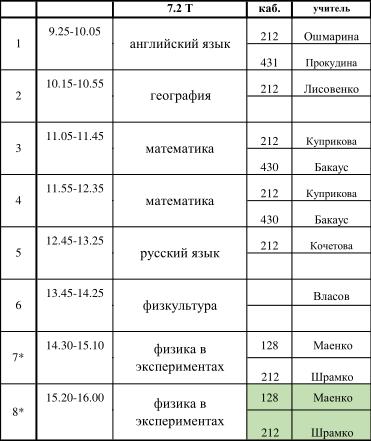 7.2 Т каб. учитель
1 9.25-10.05 английский язык 212 Ошмарина
431 Прокудина
2 10.15-10.55 география 212 Лисовенко
3 11.05-11.45 математика 212 Куприкова
430 Бакаус
4 11.55-12.35 математика 212 Куприкова
430 Бакаус
5 12.45-13.25 русский язык 212 Кочетова
6 13.45-14.25 физкультура Власов
7* 14.30-15.10 физика в 128 Маенко
экспериментах 212 Шрамко
8* 15.20-16.00 физика в 128 Маенко
экспериментах 212 Шрамко